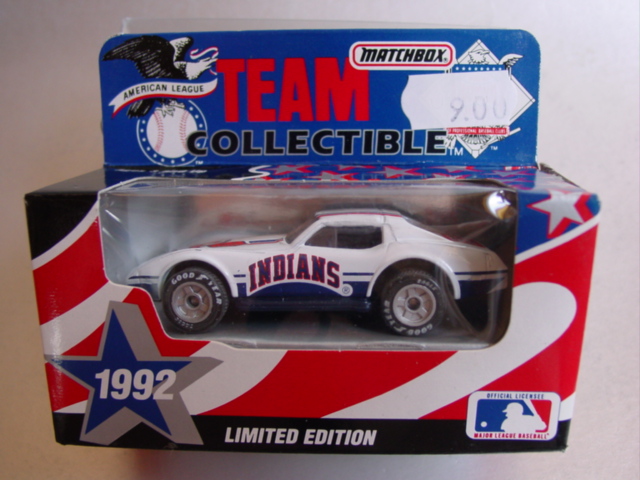 MATCHBOX
AMERICAN LEAGUE
TEAM
9.00
COLLECTIBLE™
INDIANS
GOOD YEAR
GOOD YEAR
1992
LIMITED EDITION
OFFICIAL LICENSEE
MAJOR LEAGUE BASEBALL